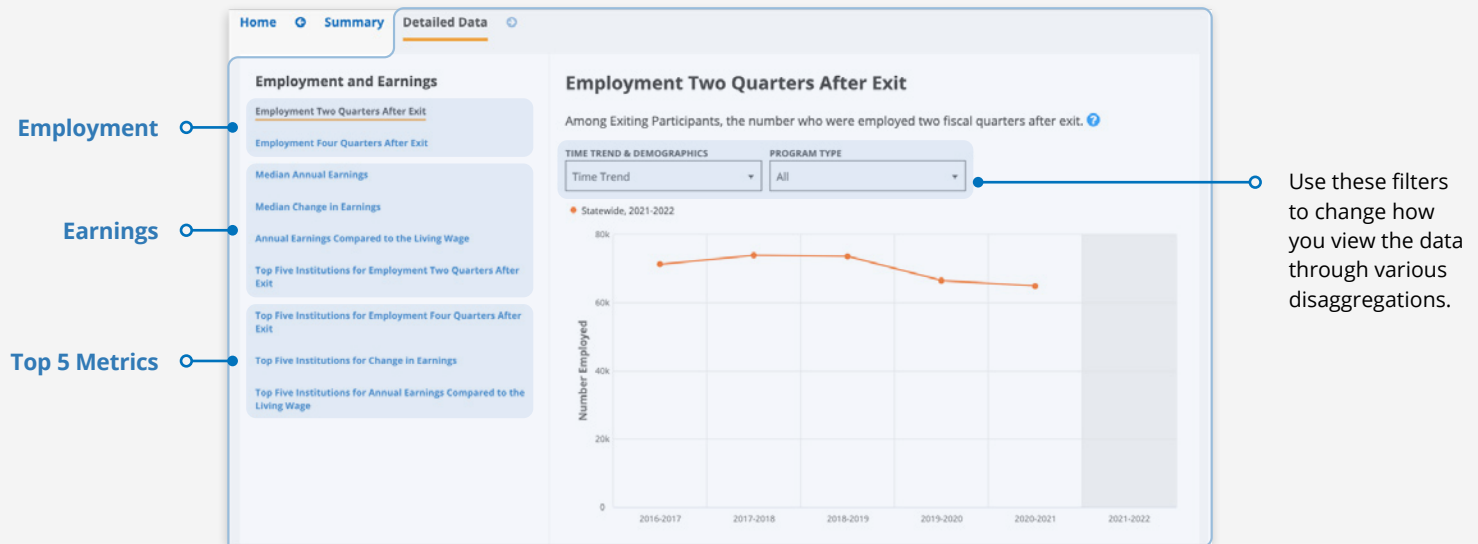 Home
Summary
Detailed Data
Employment and Earnings
Employment Two Quarters After Exit
Employment Four Quarters After Exit
Median Annual Earnings
Median Change in Earnings
Annual Earnings Compared to the Living Wage
Top Five Institutions for Employment Two Quarters After
Exit
Top Five Institutions for Employment Four Quarters After
Exit
Top Five Institutions for Change in Earnings
Top Five Institutions for Annual Earnings Compared to the
Living Wage
Employment
Earnings
Top 5 Metrics
Employment Two Quarters After Exit
Among Exiting Participants, the number who were employed two fiscal quarters after exit. ?
TIME TREND & DEMOGRAPHICS
Time Trend
PROGRAM TYPE
All
Statewide, 2021-2022
Number Employed
80k
60k
40k
20k
0
2016-2017
2017-2018
2018-2019
2019-2020
2020-2021
2021-2022
Use these filters
to change how
you view the data
through various
disaggregations.